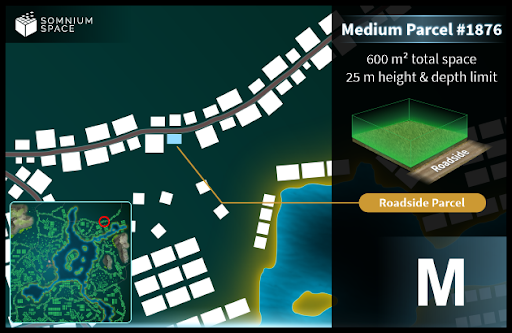 SOMNIUM
SPACE
Medium Parcel #1876
600 m² total space
25 m height & depth limit
Roadside
Roadside Parcel
M